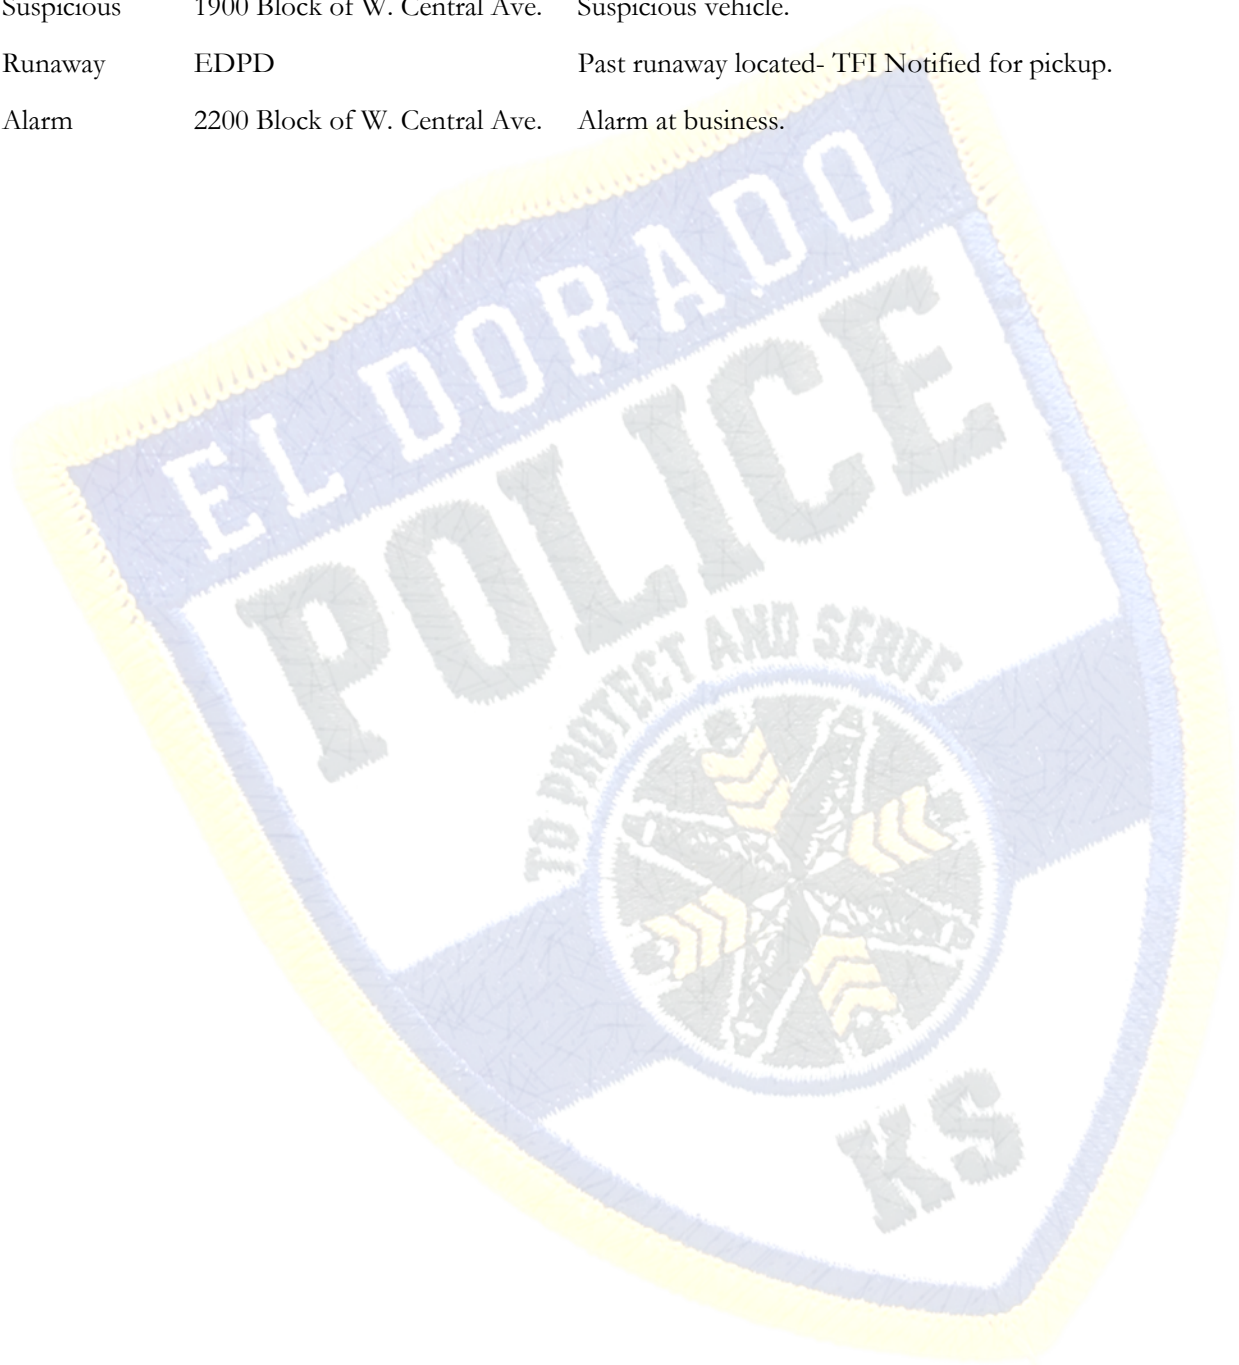 Suspicious 1900 Block of W. Central Ave. Suspicious vehicle.
Runaway EDPD Past runaway located- TFI Notified for pickup.
Alarm 2200 Block of W. Central Ave. Alarm at business.
EL DORADO
POLICE
TO PROTECT AND SERVE
KS